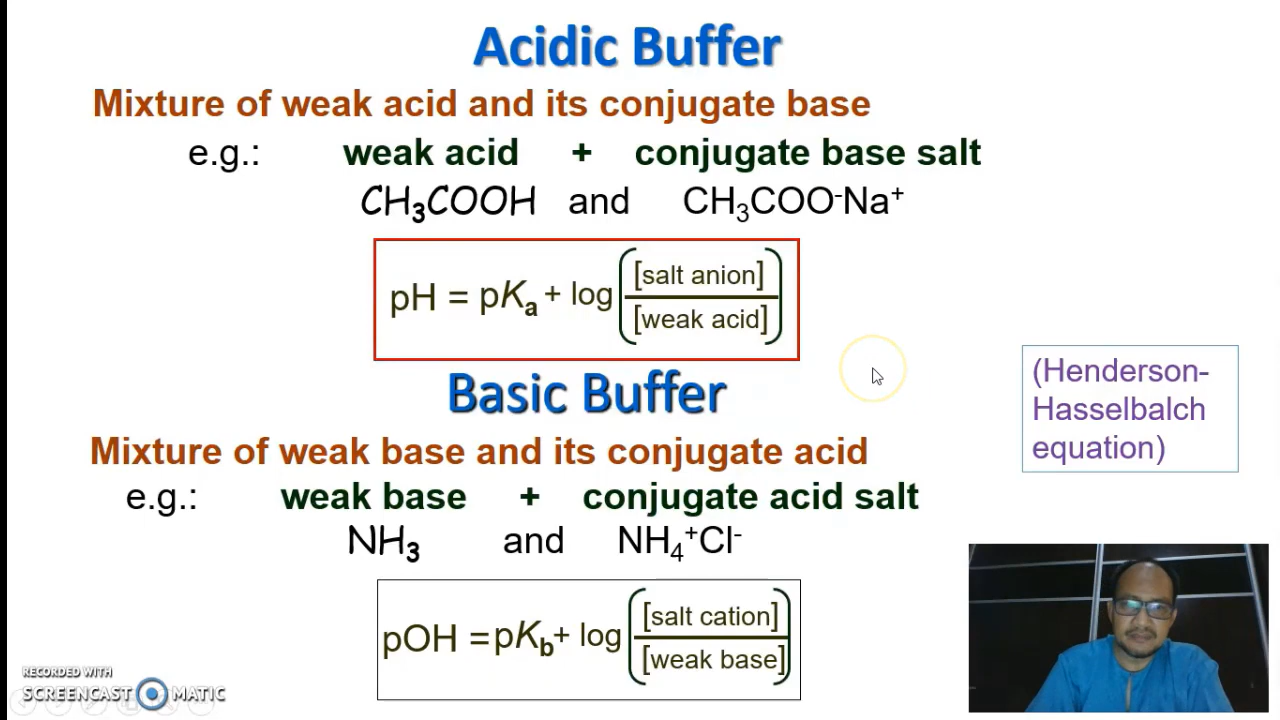 Acidic Buffer
Mixture of weak acid and its conjugate base
e.g.: weak acid + conjugate base salt
CH₃COOH and CH₃COO⁻Na⁺
pH = pKₐ + log ([salt anion] / [weak acid])
(Henderson-
Hasselbalch
equation)
Basic Buffer
Mixture of weak base and its conjugate acid
e.g.: weak base + conjugate acid salt
NH₃ and NH₄⁺Cl⁻
pOH = pK_b + log ([salt cation] / [weak base])
RECORDED WITH
SCREENCAST MATIC